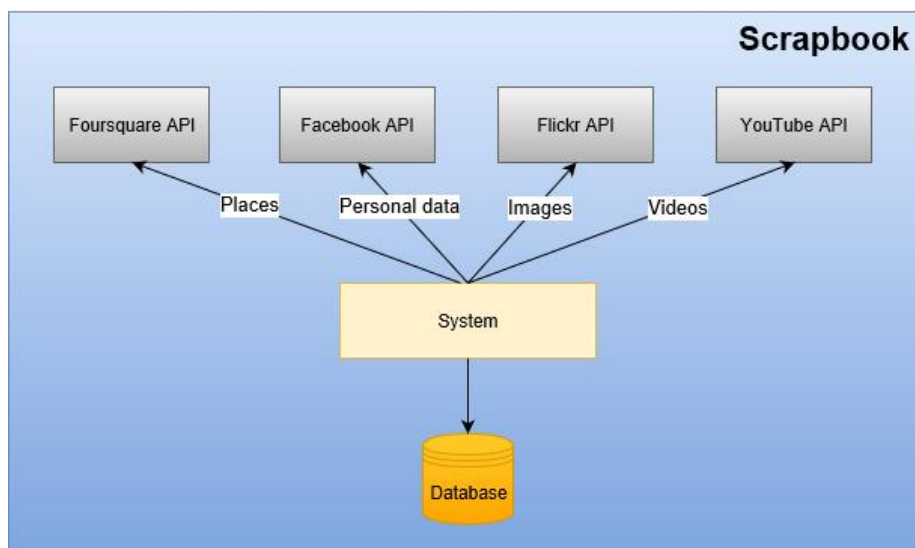 Scrapbook
Foursquare API
Facebook API
Flickr API
YouTube API
Places
Personal data
Images
Videos
System
Database